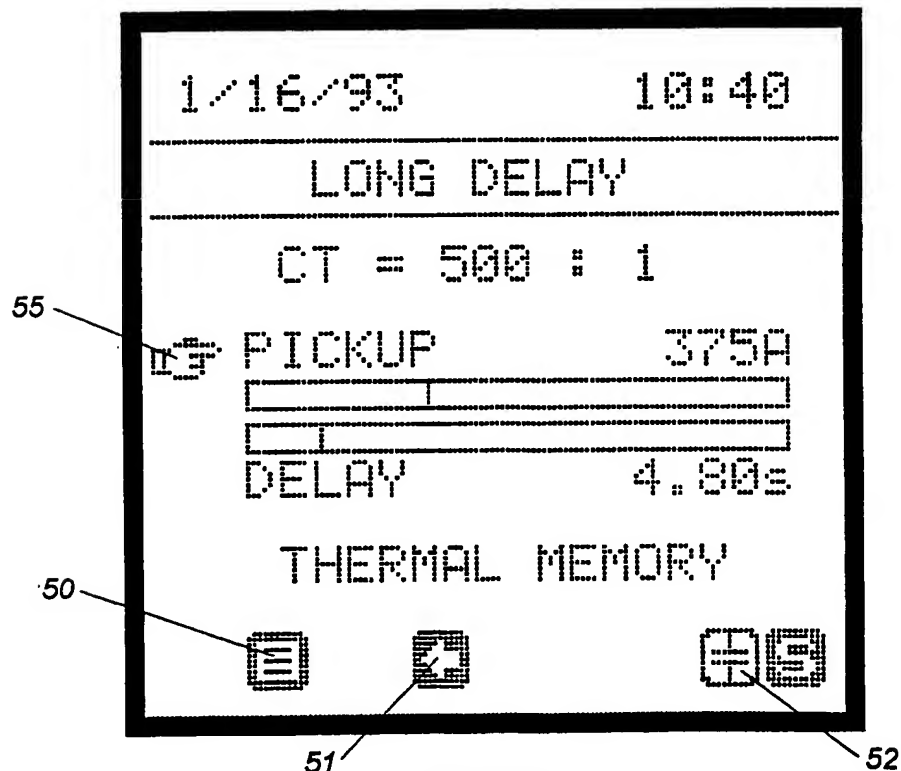 1/16/93 10:40
LONG DELAY
CT = 500 : 1
55
PICKUP 375A
DELAY 4.80s
THERMAL MEMORY
50
51
52